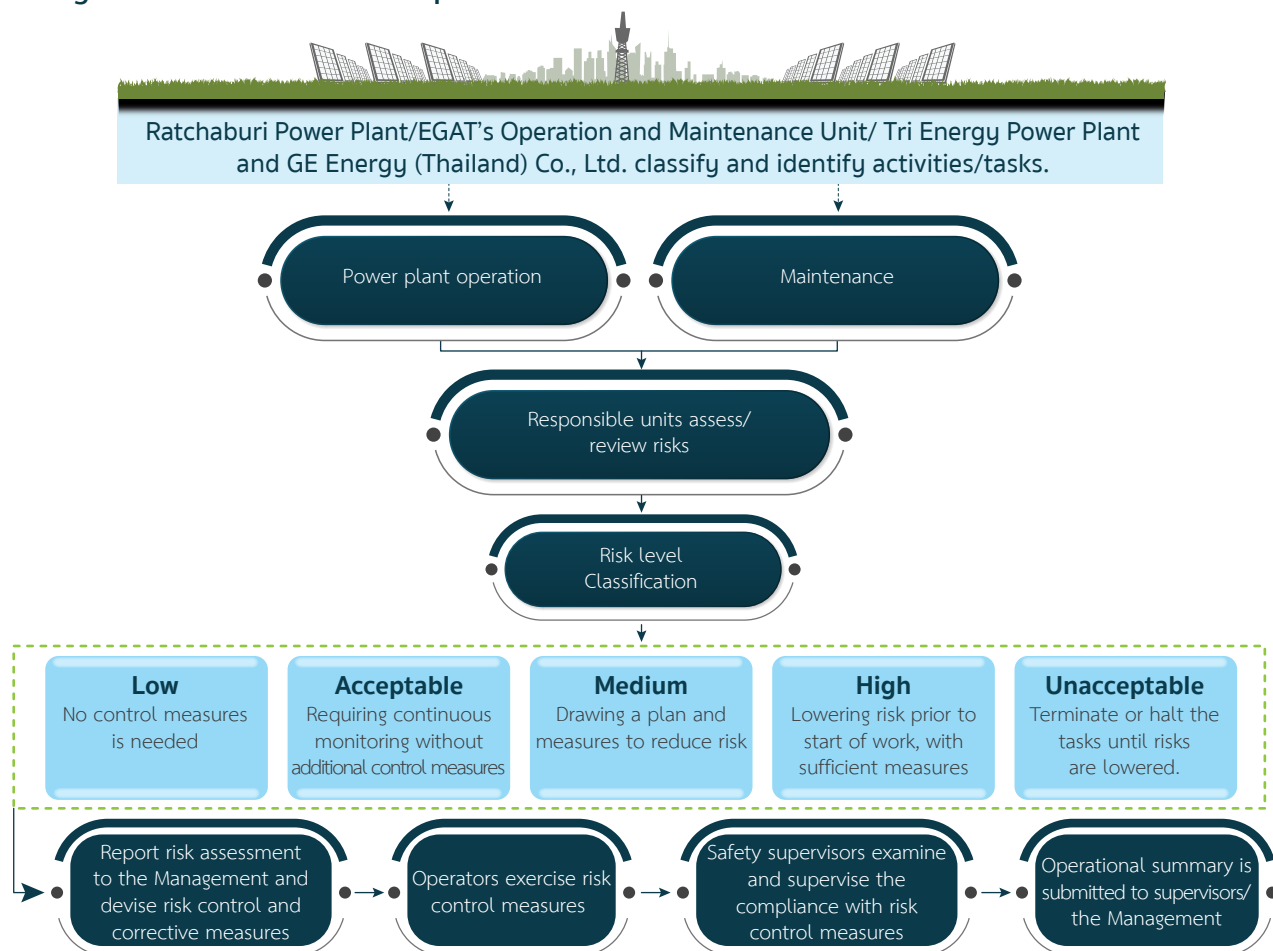 Ratchaburi Power Plant/EGAT's Operation and Maintenance Unit/ Tri Energy Power Plant
and GE Energy (Thailand) Co., Ltd. classify and identify activities/tasks.
Power plant operation
Maintenance
Responsible units assess/
review risks
Risk level
Classification
Low
No control measures
is needed
Acceptable
Requiring continuous
monitoring without
additional control measures
Medium
Drawing a plan and
measures to reduce risk
High
Lowering risk prior to
start of work, with
sufficient measures
Unacceptable
Terminate or halt the
tasks until risks
are lowered.
Report risk assessment
to the Management and
devise risk control and
corrective measures
Operators exercise risk
control measures
Safety supervisors examine
and supervise the
compliance with risk
control measures
Operational summary is
submitted to supervisors/
the Management